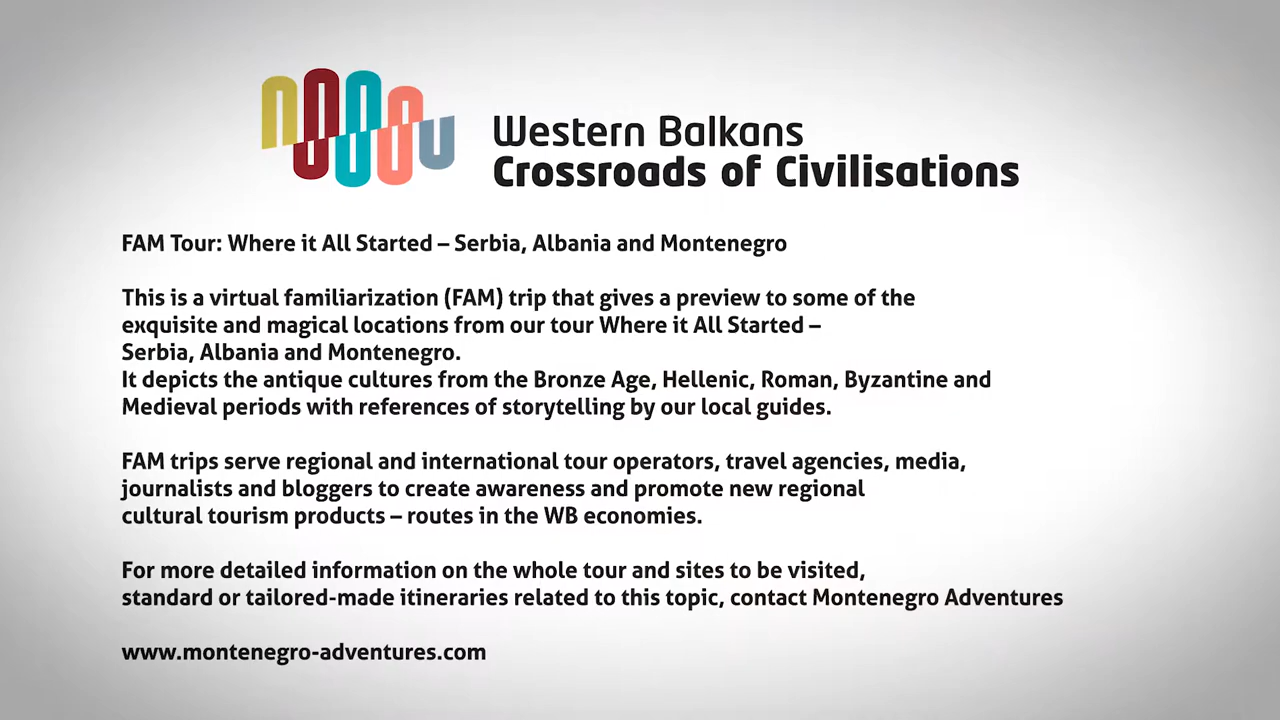 Western Balkans
Crossroads of Civilisations
FAM Tour: Where it All Started – Serbia, Albania and Montenegro
This is a virtual familiarization (FAM) trip that gives a preview to some of the
exquisite and magical locations from our tour Where it All Started –
Serbia, Albania and Montenegro.
It depicts the antique cultures from the Bronze Age, Hellenic, Roman, Byzantine and
Medieval periods with references of storytelling by our local guides.
FAM trips serve regional and international tour operators, travel agencies, media,
journalists and bloggers to create awareness and promote new regional
cultural tourism products – routes in the WB economies.
For more detailed information on the whole tour and sites to be visited,
standard or tailored-made itineraries related to this topic, contact Montenegro Adventures
www.montenegro-adventures.com